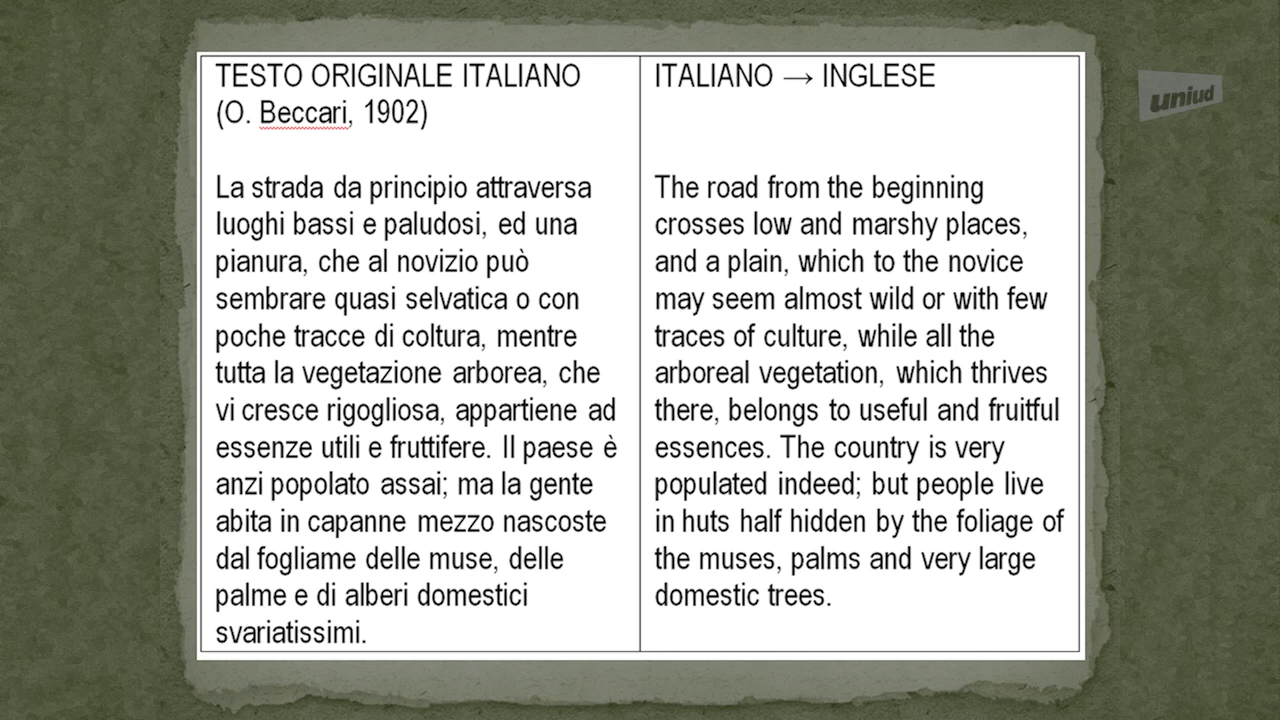 TESTO ORIGINALE ITALIANO
(O. Beccari, 1902)
La strada da principio attraversa
luoghi bassi e paludosi, ed una
pianura, che al novizio può
sembrare quasi selvatica o con
poche tracce di coltura, mentre
tutta la vegetazione arborea, che
vi cresce rigogliosa, appartiene ad
essenze utili e fruttifere. Il paese è
anzi popolato assai; ma la gente
abita in capanne mezzo nascoste
dal fogliame delle muse, delle
palme e di alberi domestici
svariatissimi.
ITALIANO → INGLESE
The road from the beginning
crosses low and marshy places,
and a plain, which to the novice
may seem almost wild or with few
traces of culture, while all the
arboreal vegetation, which thrives
there, belongs to useful and fruitful
essences. The country is very
populated indeed; but people live
in huts half hidden by the foliage of
the muses, palms and very large
domestic trees.
uniud